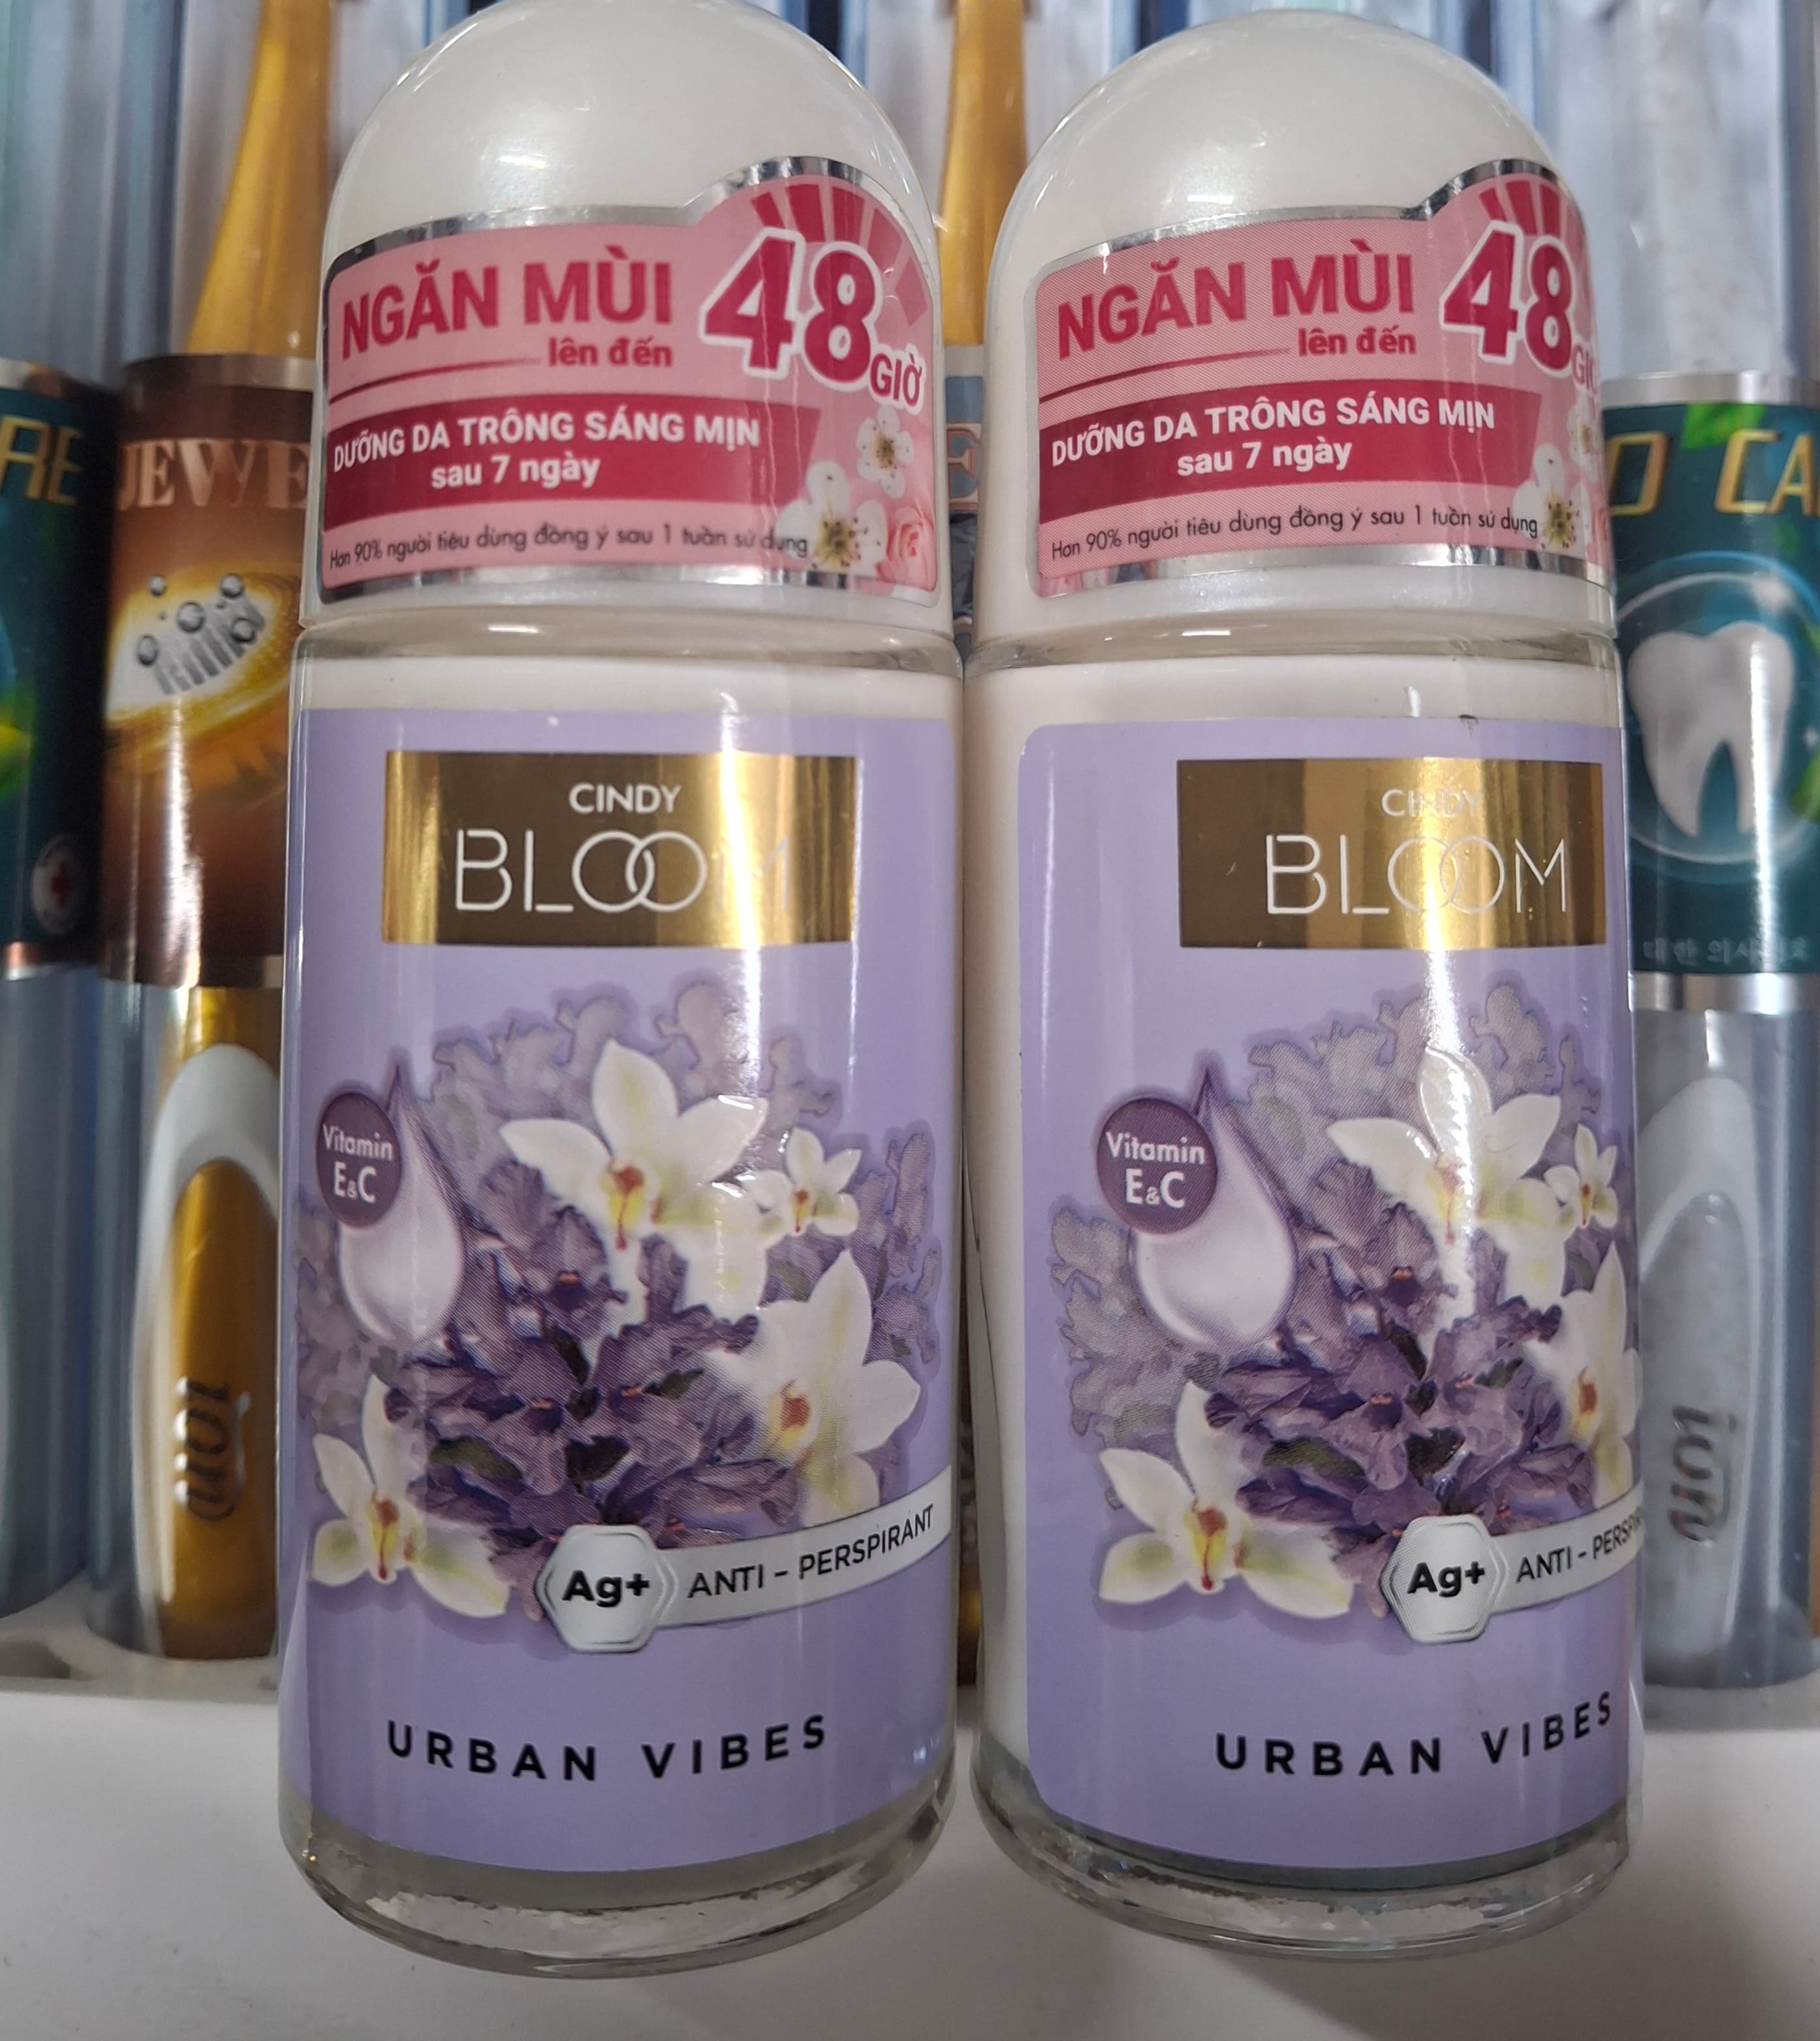 NGĂN MÙI
lên đến
48
GIỜ
DƯỠNG DA TRÔNG SÁNG MỊN
sau 7 ngày
Hơn 90% người tiêu dùng đồng ý sau 1 tuần sử dụng
CINDY
BLOOM
Vitamin
E&C
Ag+ ANTI - PERSPIRANT
URBAN VIBES
NGĂN MÙI
lên đến
48
DƯỠNG DA TRÔNG SÁNG MỊN
sau 7 ngày
Hơn 90% người tiêu dùng đồng ý sau 1 tuần sử dụng
CINDY
BLOOM
Vitamin
E&C
Ag+ ANTI -
URBAN VIBES
ion
ion